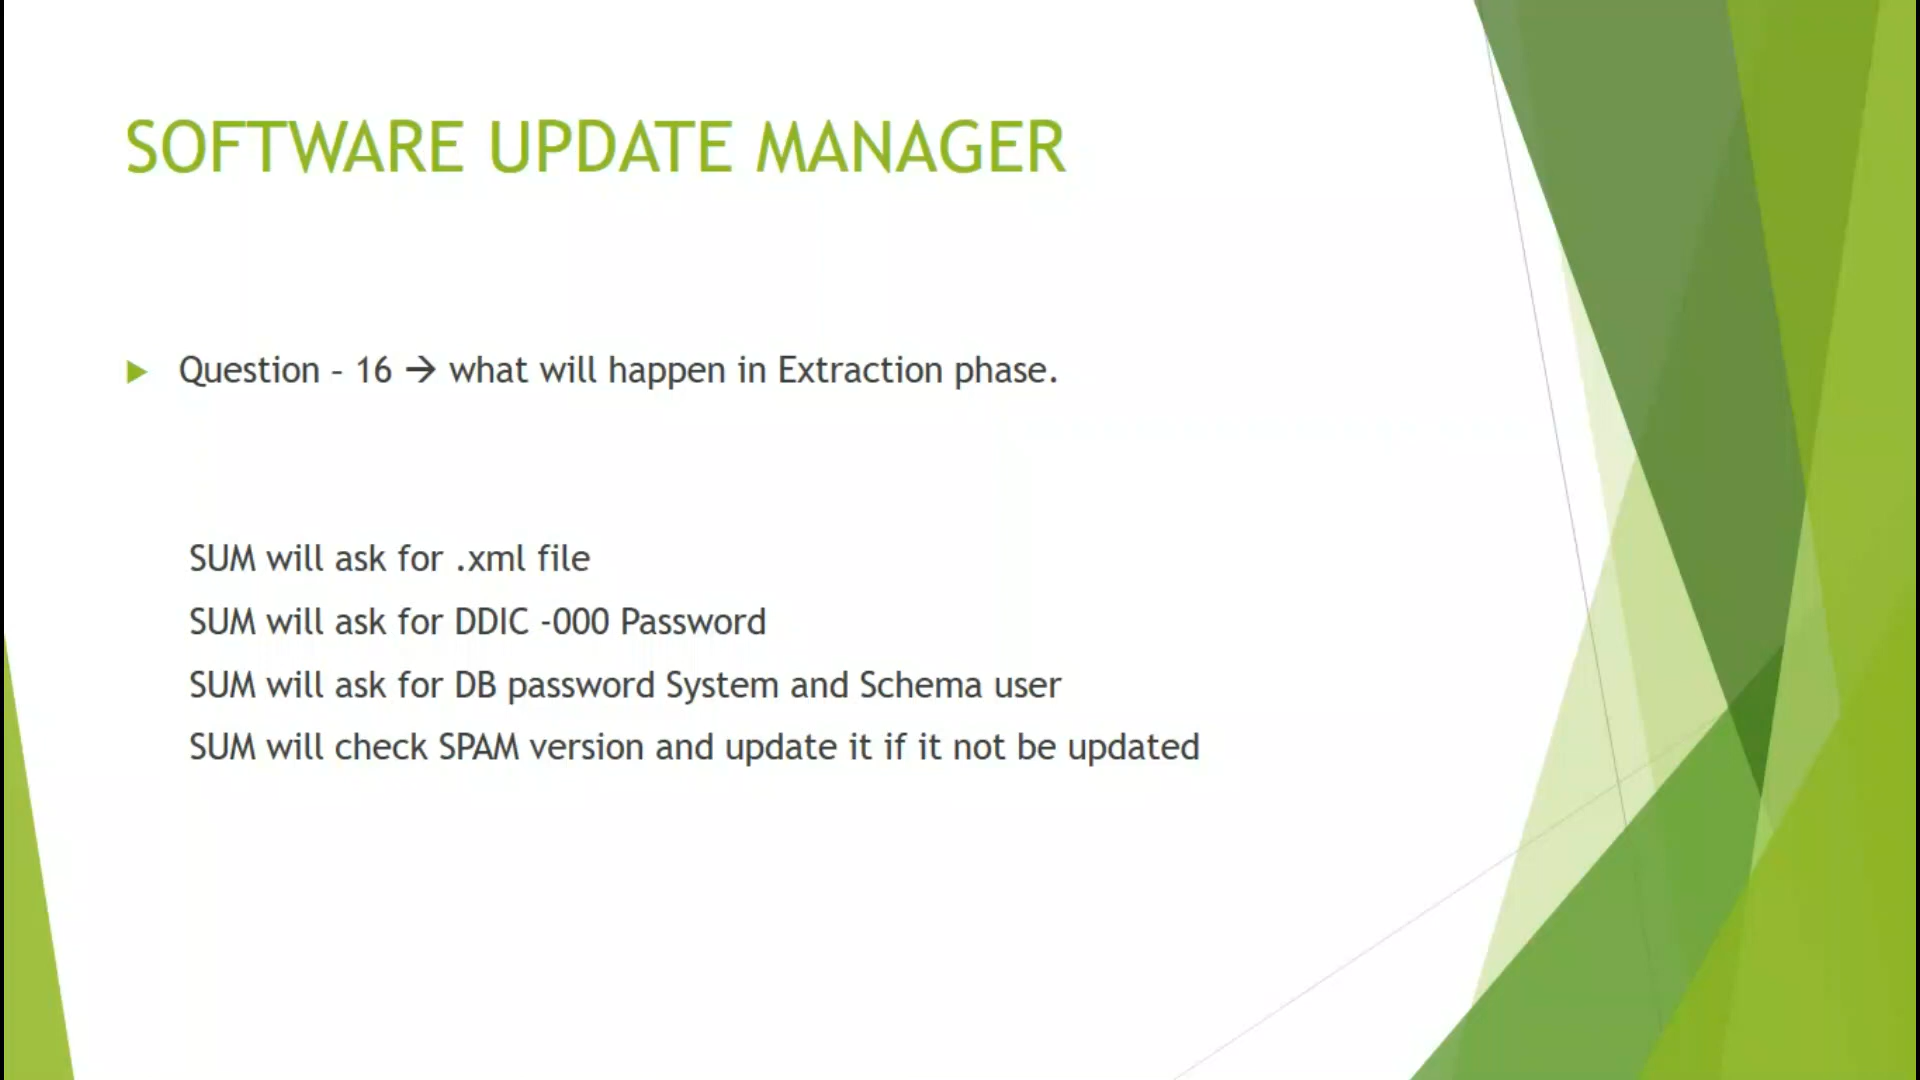 SOFTWARE UPDATE MANAGER
Question – 16 → what will happen in Extraction phase.
SUM will ask for .xml file
SUM will ask for DDIC -000 Password
SUM will ask for DB password System and Schema user
SUM will check SPAM version and update it if it not be updated